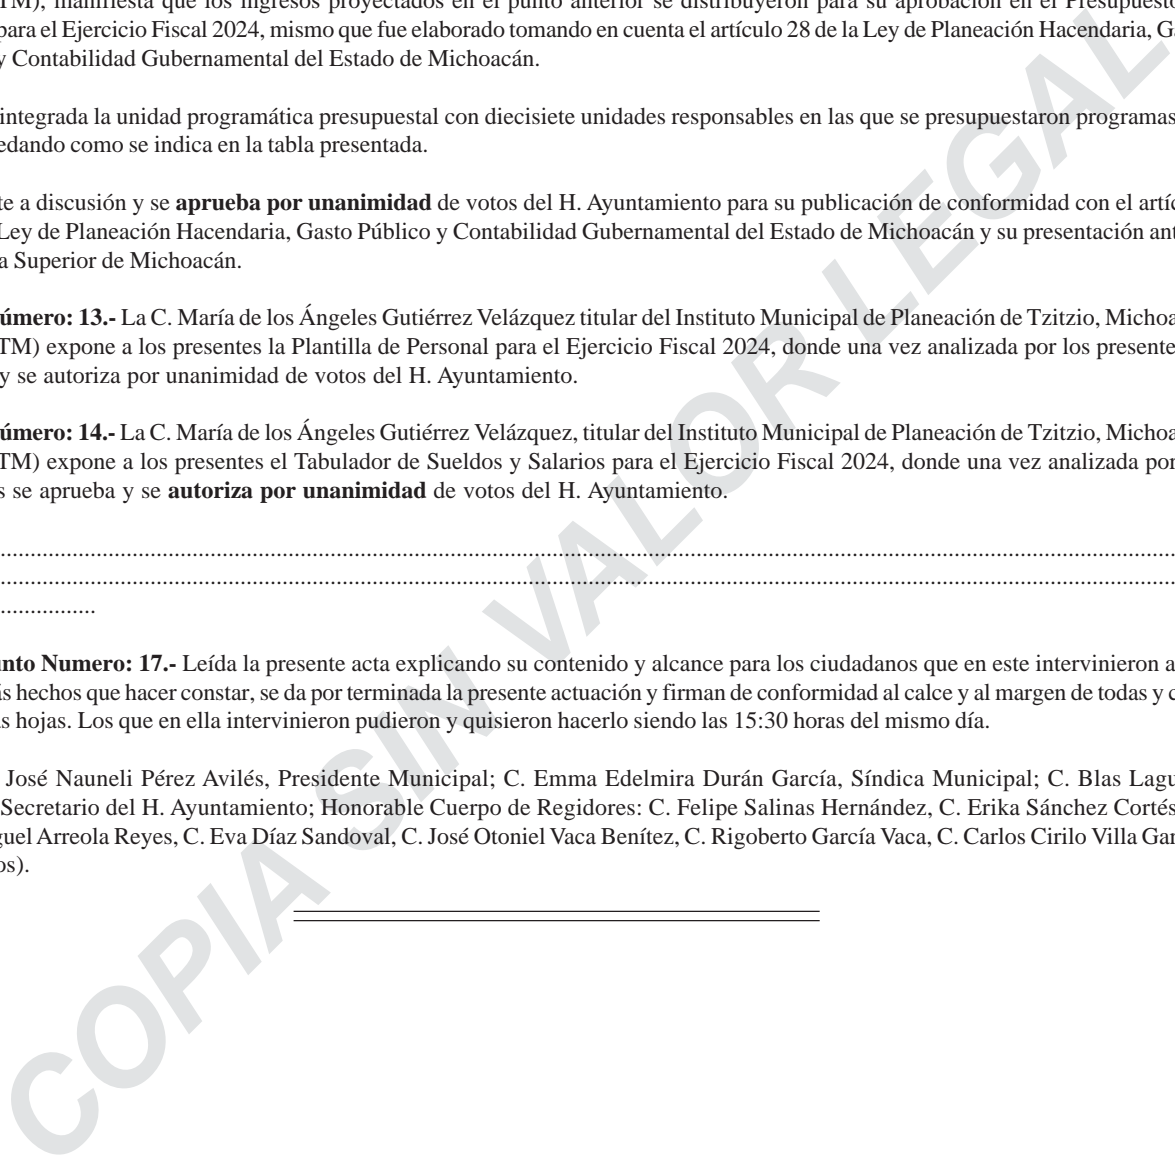 TM), manifiesta que los ingresos proyectados en el punto anterior se distribuyeron para su aprobación en el Presupuesto
para el Ejercicio Fiscal 2024, mismo que fue elaborado tomando en cuenta el artículo 28 de la Ley de Planeación Hacendaria, G
y Contabilidad Gubernamental del Estado de Michoacán.
integrada la unidad programática presupuestal con diecisiete unidades responsables en las que se presupuestaron programas
edando como se indica en la tabla presentada.
te a discusión y se aprueba por unanimidad de votos del H. Ayuntamiento para su publicación de conformidad con el artíc
Ley de Planeación Hacendaria, Gasto Público y Contabilidad Gubernamental del Estado de Michoacán y su presentación ant
a Superior de Michoacán.
úmero: 13.- La C. María de los Ángeles Gutiérrez Velázquez titular del Instituto Municipal de Planeación de Tzitzio, Michoa
TM) expone a los presentes la Plantilla de Personal para el Ejercicio Fiscal 2024, donde una vez analizada por los presente
y se autoriza por unanimidad de votos del H. Ayuntamiento.
úmero: 14.- La C. María de los Ángeles Gutiérrez Velázquez, titular del Instituto Municipal de Planeación de Tzitzio, Michoa
TM) expone a los presentes el Tabulador de Sueldos y Salarios para el Ejercicio Fiscal 2024, donde una vez analizada por
s se aprueba y se autoriza por unanimidad de votos del H. Ayuntamiento.
................................................................................................................................................................
................................................................................................................................................................
................
nto Numero: 17.- Leída la presente acta explicando su contenido y alcance para los ciudadanos que en este intervinieron a
s hechos que hacer constar, se da por terminada la presente actuación y firman de conformidad al calce y al margen de todas y c
s hojas. Los que en ella intervinieron pudieron y quisieron hacerlo siendo las 15:30 horas del mismo día.
José Nauneli Pérez Avilés, Presidente Municipal; C. Emma Edelmira Durán García, Síndica Municipal; C. Blas Lagu
Secretario del H. Ayuntamiento; Honorable Cuerpo de Regidores: C. Felipe Salinas Hernández, C. Erika Sánchez Cortés
guel Arreola Reyes, C. Eva Díaz Sandoval, C. José Otoniel Vaca Benítez, C. Rigoberto García Vaca, C. Carlos Cirilo Villa Gar
os).
COPIA SIN VALOR LEGAL